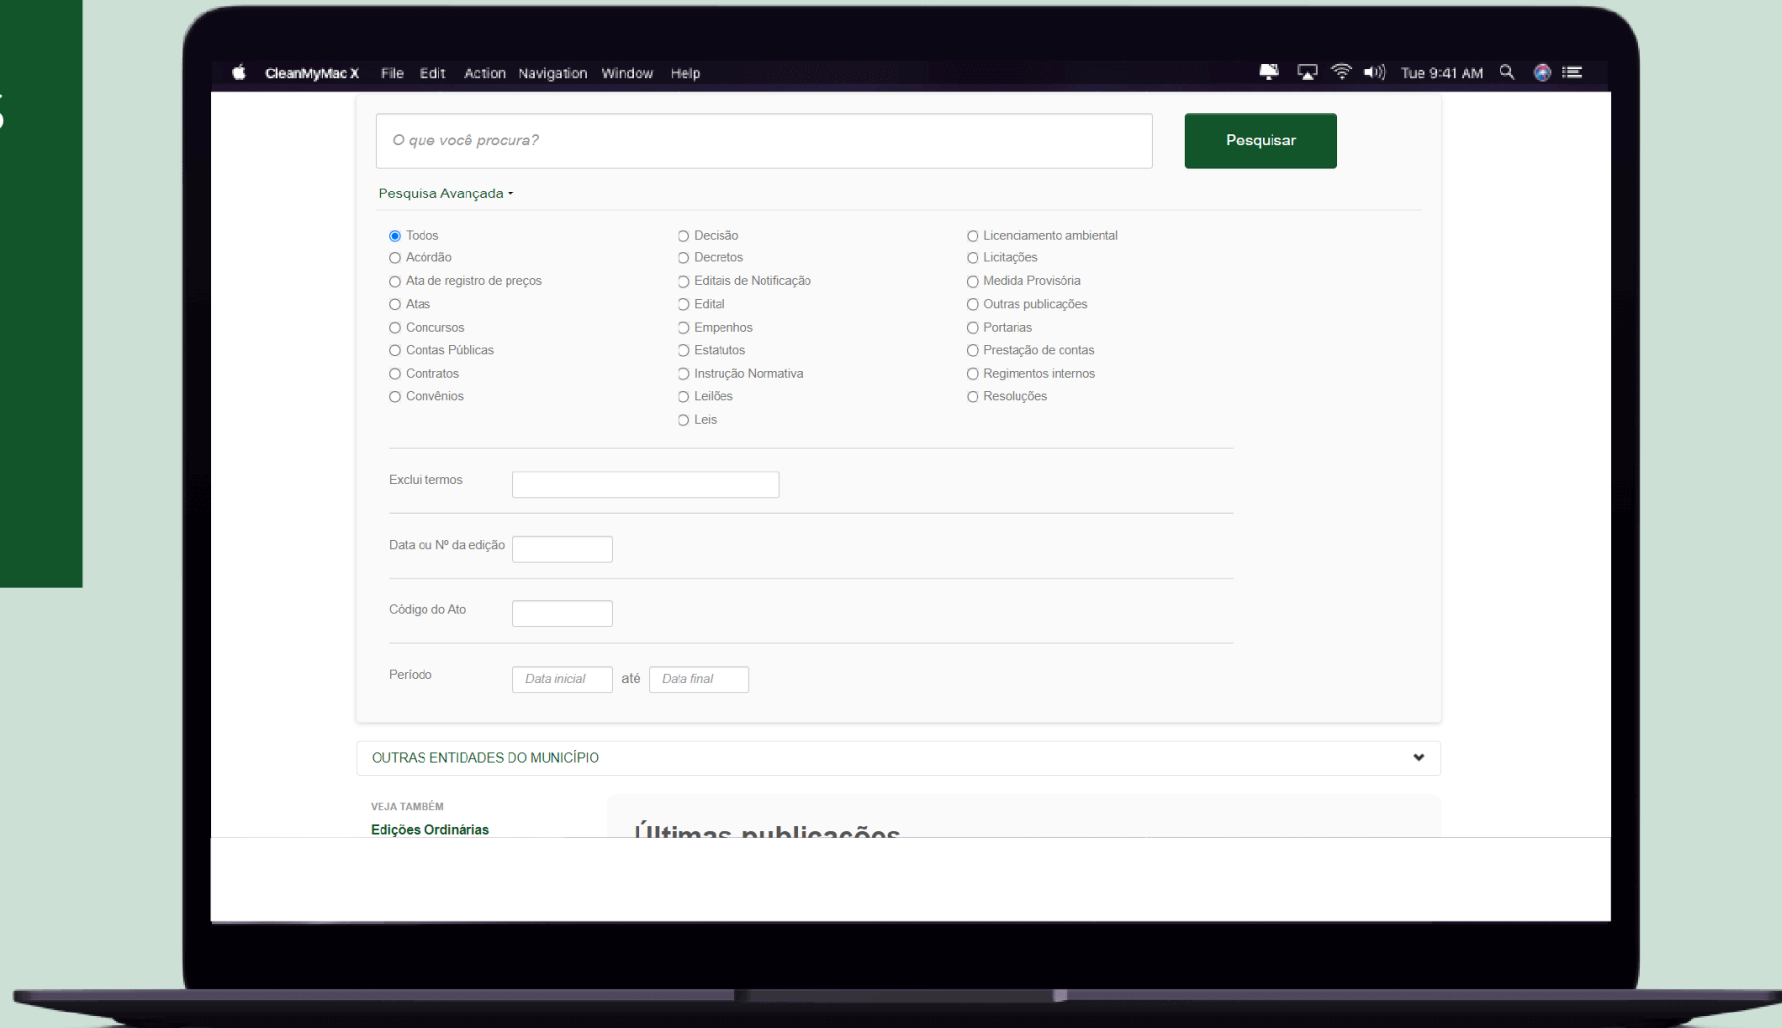 CleanMyMac X File Edit Action Navigation Window Help Tue 9:41 AM
O que você procura? Pesquisar
Pesquisa Avançada
Todos Decisão Licenciamento ambiental
Acórdão Decretos Licitações
Ata de registro de preços Editais de Notificação Medida Provisória
Atas Edital Outras publicações
Concursos Empenhos Portarias
Contas Públicas Estatutos Prestação de contas
Contratos Instrução Normativa Regimentos internos
Convênios Leilões Resoluções
Leis
Exclui termos
Data ou Nº da edição
Código do Ato
Período Data inicial até Data final
OUTRAS ENTIDADES DO MUNICÍPIO
VEJA TAMBÉM
Edições Ordinárias Últimas publicações